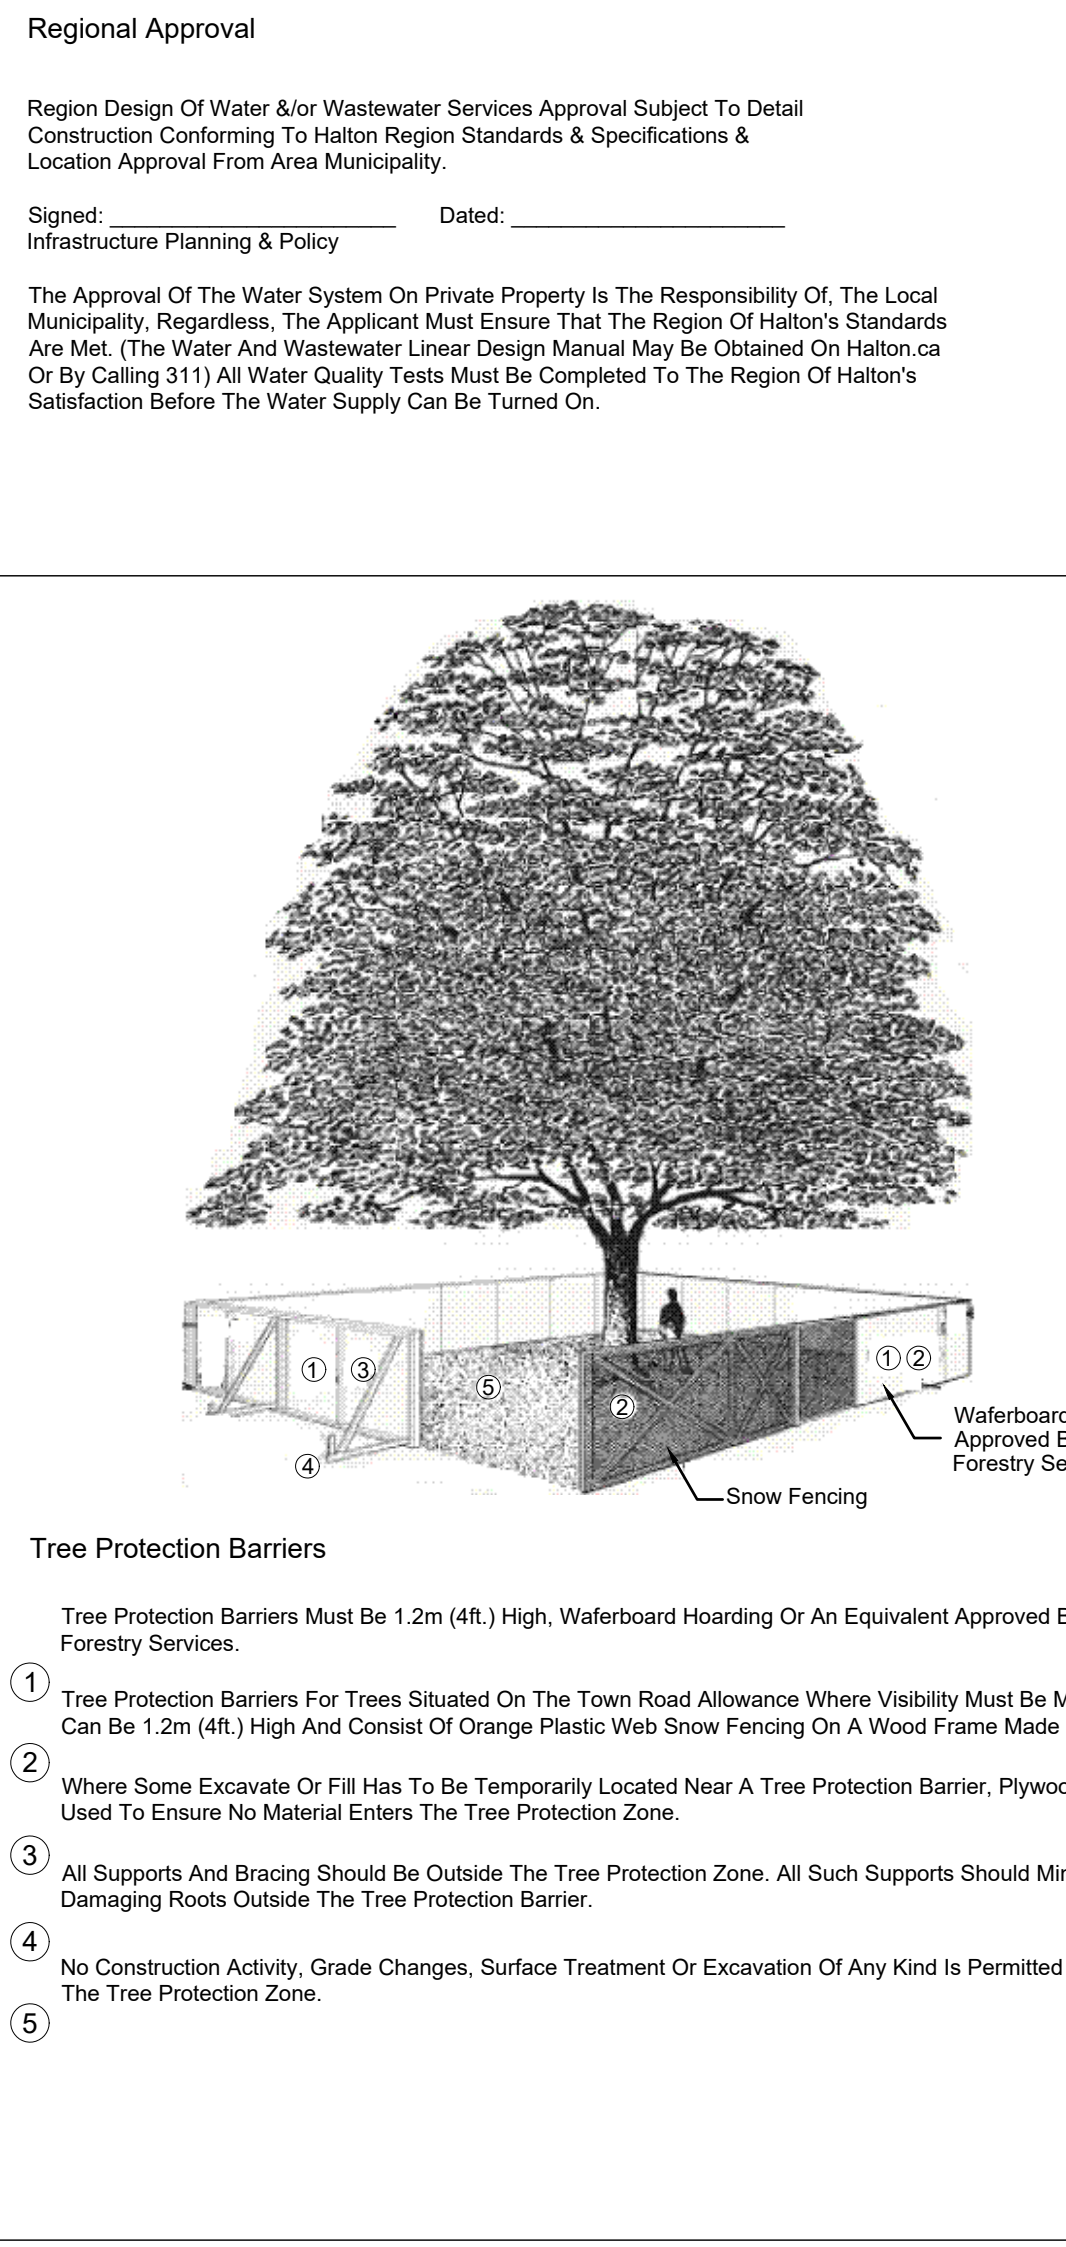 Regional Approval
Region Design Of Water &/or Wastewater Services Approval Subject To Detail
Construction Conforming To Halton Region Standards & Specifications &
Location Approval From Area Municipality.
Signed: ______________________ Dated: _____________________
Infrastructure Planning & Policy
The Approval Of The Water System On Private Property Is The Responsibility Of, The Local
Municipality, Regardless, The Applicant Must Ensure That The Region Of Halton's Standards
Are Met. (The Water And Wastewater Linear Design Manual May Be Obtained On Halton.ca
Or By Calling 311) All Water Quality Tests Must Be Completed To The Region Of Halton's
Satisfaction Before The Water Supply Can Be Turned On.
1 3 5 2 1 2
4
Waferboard
Approved
Forestry
Snow Fencing
Tree Protection Barriers
Tree Protection Barriers Must Be 1.2m (4ft.) High, Waferboard Hoarding Or An Equivalent Approved
Forestry Services.
1
Tree Protection Barriers For Trees Situated On The Town Road Allowance Where Visibility Must Be
Can Be 1.2m (4ft.) High And Consist Of Orange Plastic Web Snow Fencing On A Wood Frame Made
2
Where Some Excavate Or Fill Has To Be Temporarily Located Near A Tree Protection Barrier,
Used To Ensure No Material Enters The Tree Protection Zone.
3
All Supports And Bracing Should Be Outside The Tree Protection Zone. All Such Supports Should
Damaging Roots Outside The Tree Protection Barrier.
4
No Construction Activity, Grade Changes, Surface Treatment Or Excavation Of Any Kind Is Permitted
The Tree Protection Zone.
5